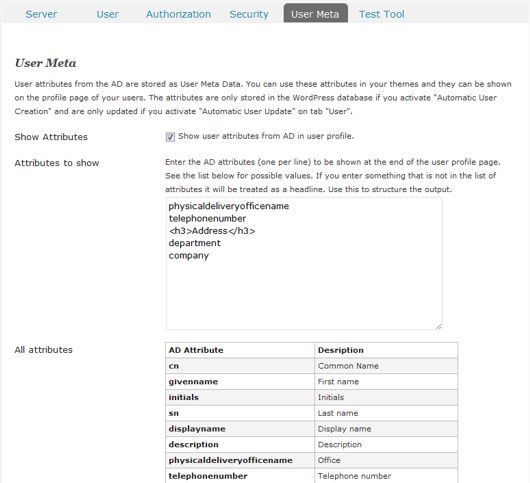 Server User Authorization Security User Meta Test Tool
User Meta
User attributes from the AD are stored as User Meta Data. You can use these attributes in your themes and they can be shown
on the profile page of your users. The attributes are only stored in the WordPress database if you activate "Automatic User
Creation" and are only updated if you activate "Automatic User Update" on tab "User".
Show Attributes Show user attributes from AD in user profile.
Attributes to show Enter the AD attributes (one per line) to be shown at the end of the user profile page.
See the list below for possible values. If you enter something that is not in the list of
attributes it will be treated as a headline. Use this to structure the output.
physicaldeliveryofficename
telephonenumber
<h3>Address</h3>
department
company
All attributes AD Attribute Desription
cn Common Name
givenname First name
initials Initials
sn Last name
displayname Display name
description Description
physicaldeliveryofficename Office
telephonenumber Telephone number